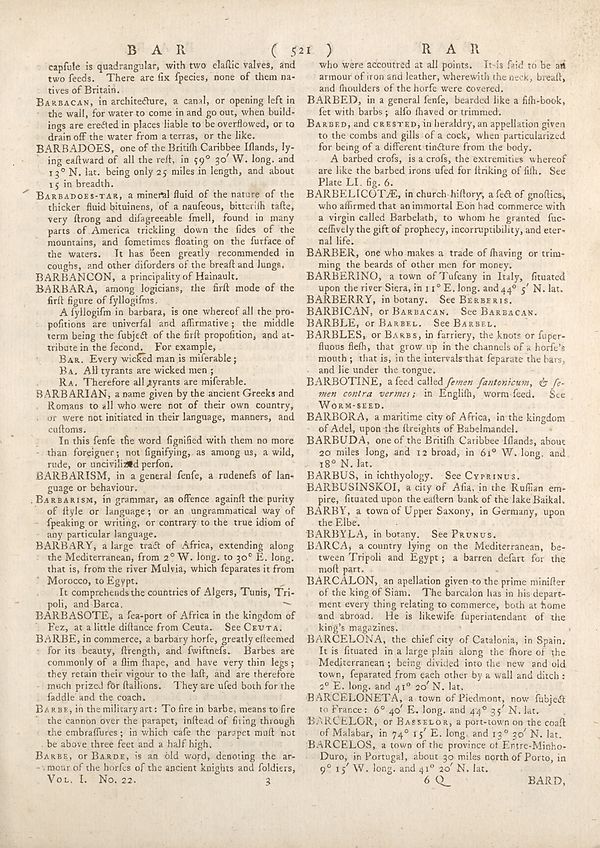 B A R ( 521 ) B A R
capſule is quadrangular, with two elaſtic valves, and
two ſeeds. There are ſix ſpecies, none of them na-
tives of Britain.
BARBACAN, in architecture, a canal, or opening left in
the wall, for water to come in and go out, when build-
ings are erected in places liable to be overflowed, or to
drain off the water from a terras, or the like.
BARBADOES, one of the Britiſh Caribbee Iſlands, ly-
ing eaſtward of all the reſt, in 59° 30′ W. long. and
13° N. lat. being only 25 miles in length, and about
15 in breadth.
BARBADOES-TAR, a mineral fluid of the nature of the
thicker fluid bitumens, of a nauſeous, bitteriſh taſte,
very ſtrong and diſagreeable ſmell, found in many
parts of America trickling down the ſides of the
mountains, and ſometimes floating on the ſurface of
the waters. It has been greatly recommended in
coughs, and other diſorders of the breaſt and lungs.
BARBANCON, a principality of Hainault.
BARBARA, among logicians, the firſt mode of the
firſt figure of ſyllogiſms.
A ſyllogiſm in barbara, is one whereof all the pro-
poſitions are univerſal and affirmative; the middle
term being the ſubject of the firſt propoſition, and at-
tribute in the ſecond. For example,
BAR. Every wicked man is miſerable;
BA. All tyrants are wicked men;
RA. Therefore all tyrants are miſerable.
BARBARIAN, a name given by the ancient Greeks and
Romans to all who were not of their own country,
or were not initiated in their language, manners, and
cuſtoms.
In this ſenſe the word ſignified with them no more
than foreigner; not ſignifying, as among us, a wild,
rude, or uncivilized perſon.
BARBARISM, in a general ſenſe, a rudeneſs of lan-
guage or behaviour.
BARBARISM, in grammar, an offence againſt the purity
of ſtyle or language; or an ungrammatical way of
ſpeaking or writing, or contrary to the true idiom of
any particular language.
BARBARY, a large tract of Africa, extending along
the Mediterranean, from 2° W. long. to 30° E. long.
that is, from the river Mulvia, which ſeparates it from
Morocco, to Egypt.
It comprehends the countries of Algers, Tunis, Tri-
poli, and Barca.
BARBASOTE, a ſea-port of Africa in the kingdom of
Fez, at a little diſtance from Ceuta. See CEUTA.
BARBE, in commerce, a barbary horſe, greatly eſteemed
for its beauty, ſtrength, and ſwiftneſs. Barbes are
commonly of a ſlim ſhape, and have very thin legs;
they retain their vigour to the laſt, and are therefore
much prized for ſtallions. They are uſed both for the
ſaddle and the coach.
BARBE, in the military art: To fire in barbe, means to fire
the cannon over the parapet, inſtead of firing through
the embraſſures; in which caſe the parapet muſt not
be above three feet and a half high.
BARBE, or BARDE, is an old word, denoting the ar-
mour of the horſes of the ancient knights and ſoldiers,
VOL. I. No. 22. 3
who were accoutred at all points. It is ſaid to be an
armour of iron and leather, wherewith the neck, breaſt,
and ſhoulders of the horſe were covered.
BARBED, in a general ſenſe, bearded like a fiſh-hook,
ſet with barbs; alſo ſhaved or trimmed.
BARBED, and CRESTED, in heraldry, an appellation given
to the combs and gills of a cock, when particularized
for being of a different tincture from the body.
A barbed croſs, is a croſs, the extremities whereof
are like the barbed irons uſed for ſtriking of fiſh. See
Plate LI. fig. 6.
BARBELICOTÆ, in church-hiſtory, a ſect of gnoſtics,
who affirmed that an immortal Eon had commerce with
a virgin called Barbelath, to whom he granted ſuc-
ceſſively the gift of prophecy, incorruptibility, and eter-
nal life.
BARBER, one who makes a trade of ſhaving or trim-
ming the beards of other men for money.
BARBERINO, a town of Tuſcany in Italy, ſituated
upon the river Siera, in 11° E. long. and 44° 5′ N. lat.
BARBERRY, in botany. See BERBERIS.
BARBICAN, or BARBACAN. See BARBACAN.
BARBLE, or BARBEL. See BARBEL.
BARBLES, or BARBS, in farriery, the knots or ſuper-
fluous fleſh, that grow up in the channels of a horſe's
mouth; that is, in the intervals that ſeparate the bars,
and lie under the tongue.
BARBOTINE, a ſeed called ſemen ſantonicum, & ſe-
men contra vermes; in Engliſh, worm-ſeed. See
WORM-SEED.
BARBORA, a maritime city of Africa, in the kingdom
of Adel, upon the ſtreights of Babelmandel.
BARBUDA, one of the Britiſh Caribbee Iſlands, about
20 miles long, and 12 broad, in 61° W. long. and
18° N. lat.
BARBUS, in ichthyology. See CYPRINUS.
BARBUSINSKOI, a city of Aſia, in the Ruſſian em-
pire, ſituated upon the eaſtern bank of the lake Baikal.
BARBY, a town of Upper Saxony, in Germany, upon
the Elbe.
BARBYLA, in botany. See PRUNUS.
BARCA, a country lying on the Mediterranean, be-
tween Tripoli and Egypt; a barren deſart for the
moſt part.
BARCALON, an apellation given to the prime miniſter
of the king of Siam. The barcalon has in his depart-
ment every thing relating to commerce, both at home
and abroad. He is likewiſe ſuperintendant of the
king's magazines.
BARCELONA, the chief city of Catalonia, in Spain.
It is ſituated in a large plain along the ſhore of the
Mediterranean; being divided into the new and old
town, ſeparated from each other by a wall and ditch:
2° E. long. and 41° 20′ N. lat.
BARCELONETA, a town of Piedmont, now ſubject
to France: 6° 40′ E. long. and 44° 35′ N. lat.
BARCELOR, or BASSELOR, a port-town on the coaſt
of Malabar, in 74° 15′ E. long. and 13° 30′ N. lat.
BARCELOS, a town of the province of Entre-Minho-
Duro, in Portugal, about 30 miles north of Porto, in
9° 15′ W. long. and 41° 20′ N. lat.
6 Q BARD,